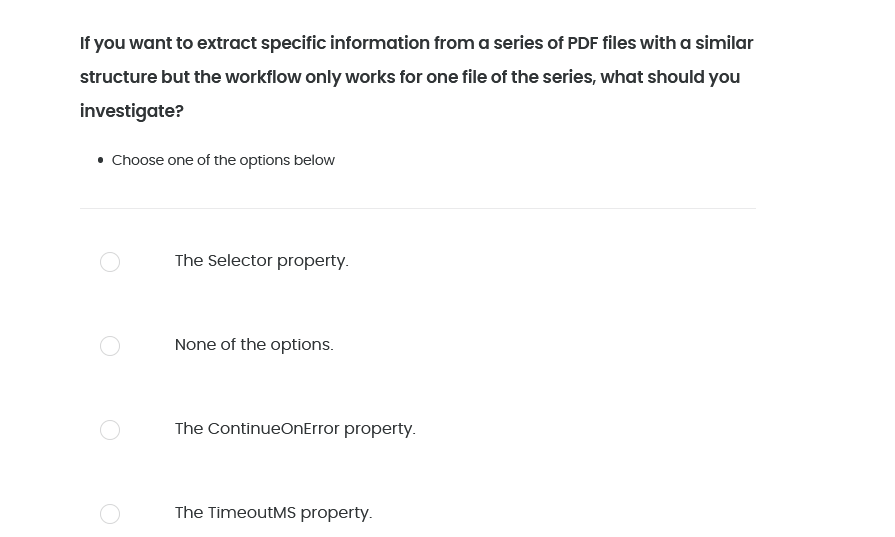 If you want to extract specific information from a series of PDF files with a similar
structure but the workflow only works for one file of the series, what should you
investigate?
• Choose one of the options below
The Selector property.
None of the options.
The ContinueOnError property.
The TimeoutMS property.